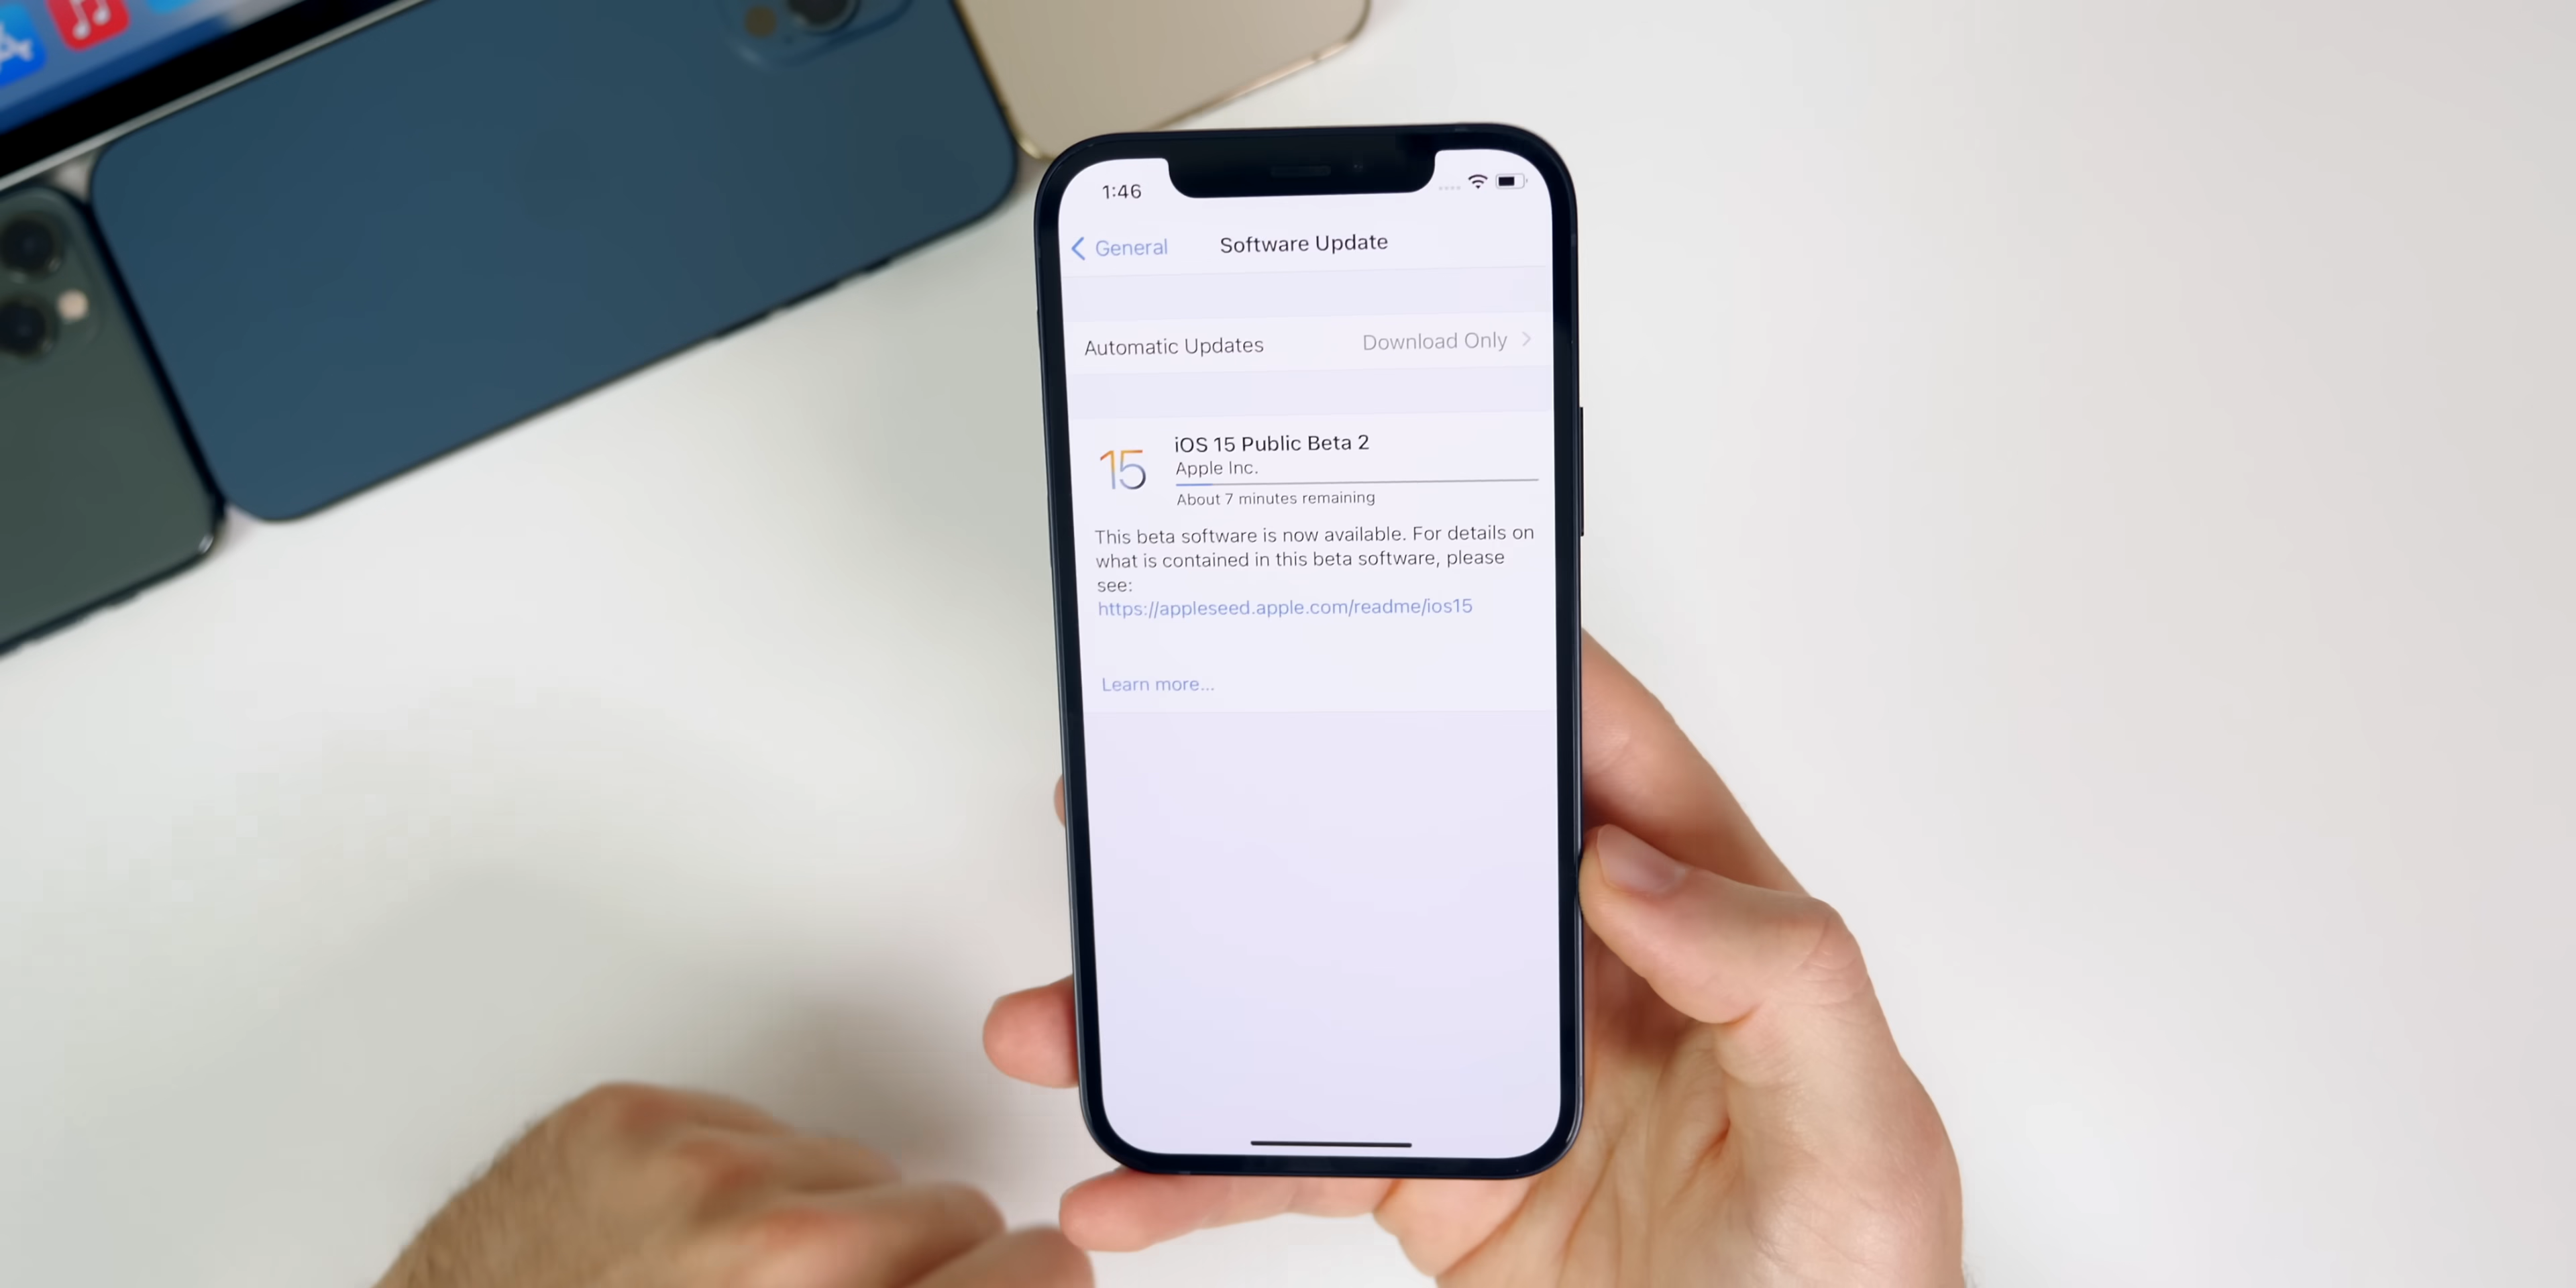 1:46
General
Software Update
Automatic Updates
Download Only
15
iOS 15 Public Beta 2
Apple Inc.
About 7 minutes remaining
This beta software is now available. For details on
what is contained in this beta software, please
see:
https://appleseed.apple.com/readme/ios15
Learn more...